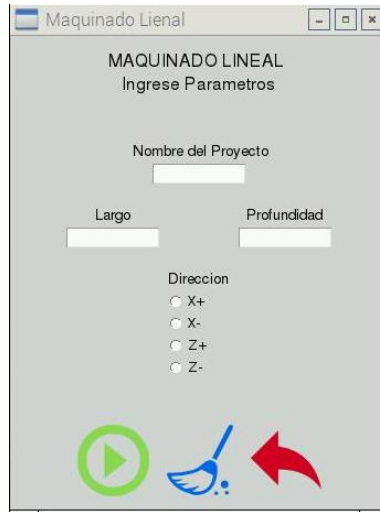 Maquinado Lienal
MAQUINADO LINEAL
Ingrese Parametros
Nombre del Proyecto
Largo Profundidad
Direccion
X+
X-
Z+
Z-